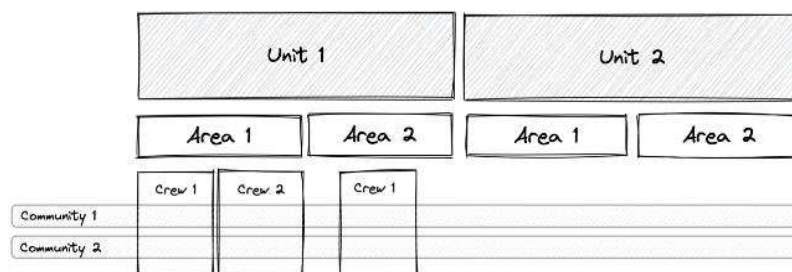 Unit 1 Unit 2
Area 1 Area 2 Area 1 Area 2
Crew 1 Crew 2 Crew 1
Community 1
Community 2